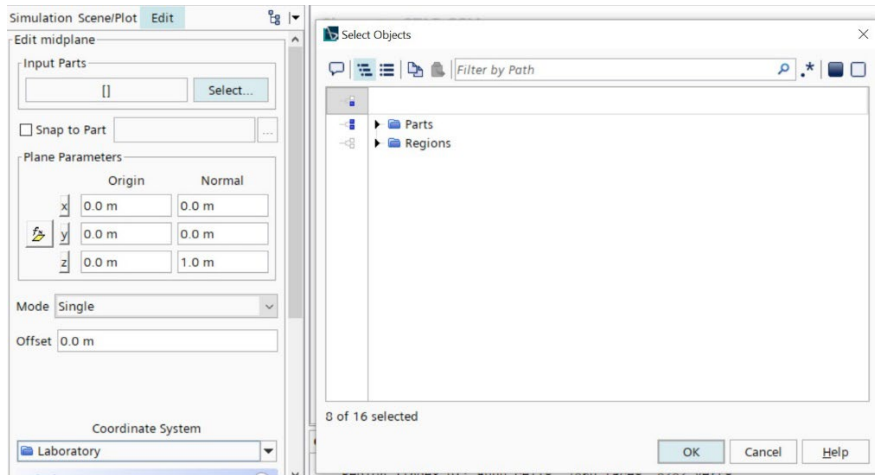 Simulation Scene/Plot Edit
Edit midplane
Input Parts
[] Select...
Snap to Part ...
Plane Parameters
Origin Normal
x 0.0 m 0.0 m
y 0.0 m 0.0 m
z 0.0 m 1.0 m
Mode Single
Offset 0.0 m
Coordinate System
Laboratory
Select Objects
Filter by Path .*
Parts
Regions
8 of 16 selected
OK Cancel Help